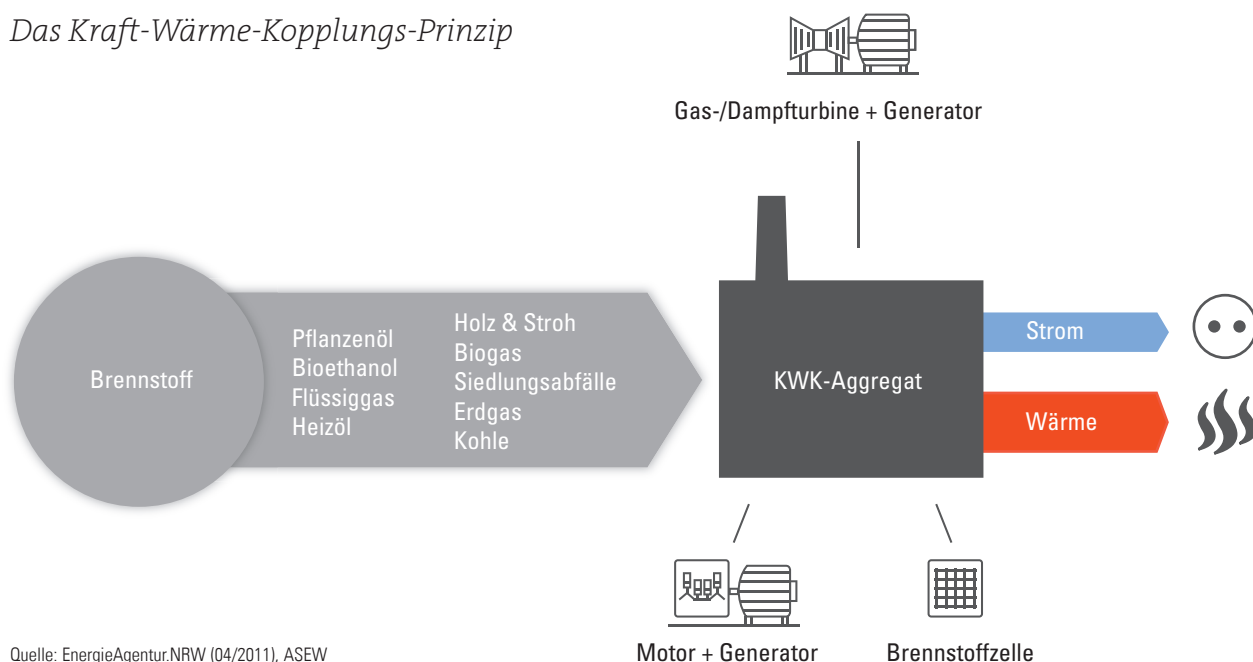 Das Kraft-Wärme-Kopplungs-Prinzip
Gas-/Dampfturbine + Generator
Brennstoff
Pflanzenöl
Bioethanol
Flüssiggas
Heizöl
Holz & Stroh
Biogas
Siedlungsabfälle
Erdgas
Kohle
KWK-Aggregat
Strom
Wärme
Motor + Generator
Brennstoffzelle
Quelle: EnergieAgentur.NRW (04/2011), ASEW